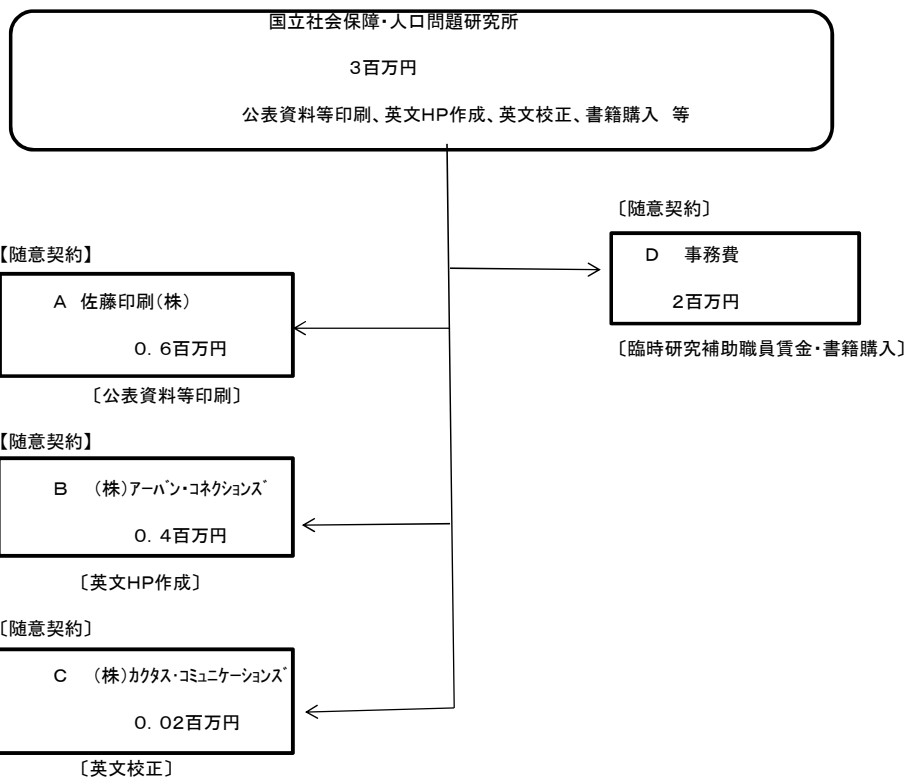 国立社会保障・人口問題研究所
3百万円
公表資料等印刷、英文HP作成、英文校正、書籍購入　等
〔随意契約〕
D　事務費
2百万円
〔臨時研究補助職員賃金・書籍購入〕
【随意契約】
A　佐藤印刷(株)
0．6百万円
〔公表資料等印刷〕
【随意契約】
B　(株)ｱｰﾊﾞﾝ・ｺﾈｸｼｮﾝｽﾞ
0．4百万円
〔英文HP作成〕
〔随意契約〕
C　(株)ｶｸﾀｽ・ｺﾐｭﾆｹｰｼｮﾝｽﾞ
0．02百万円
〔英文校正〕